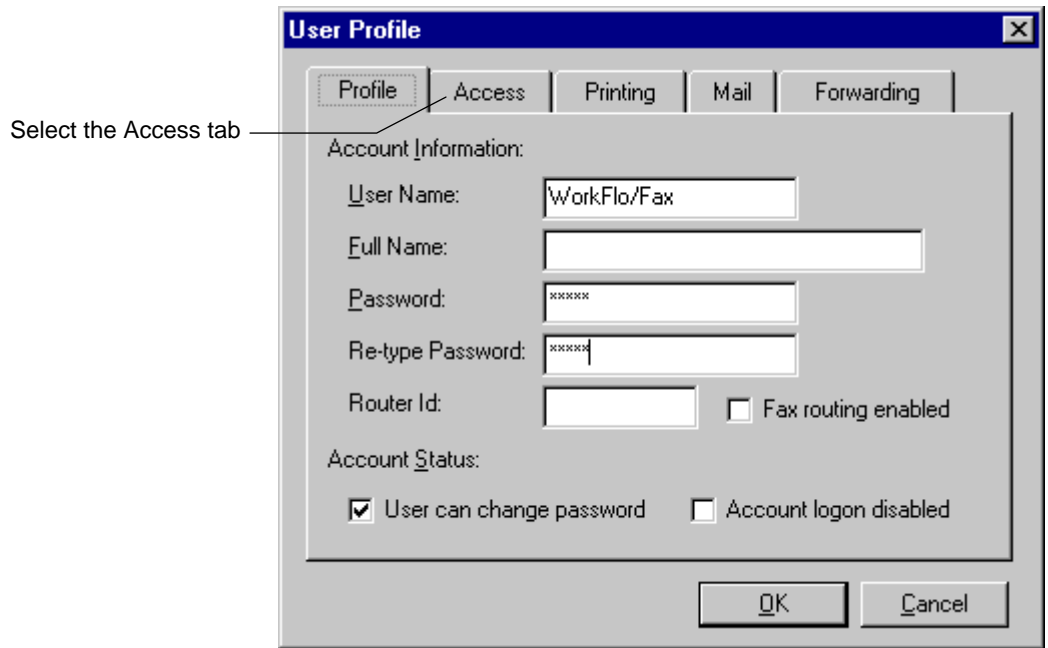 User Profile
Profile Access Printing Mail Forwarding
Select the Access tab
Account Information:
User Name: WorkFlo/Fax
Full Name:
Password: *****
Re-type Password: *****
Router Id: Fax routing enabled
Account Status:
User can change password Account logon disabled
OK Cancel